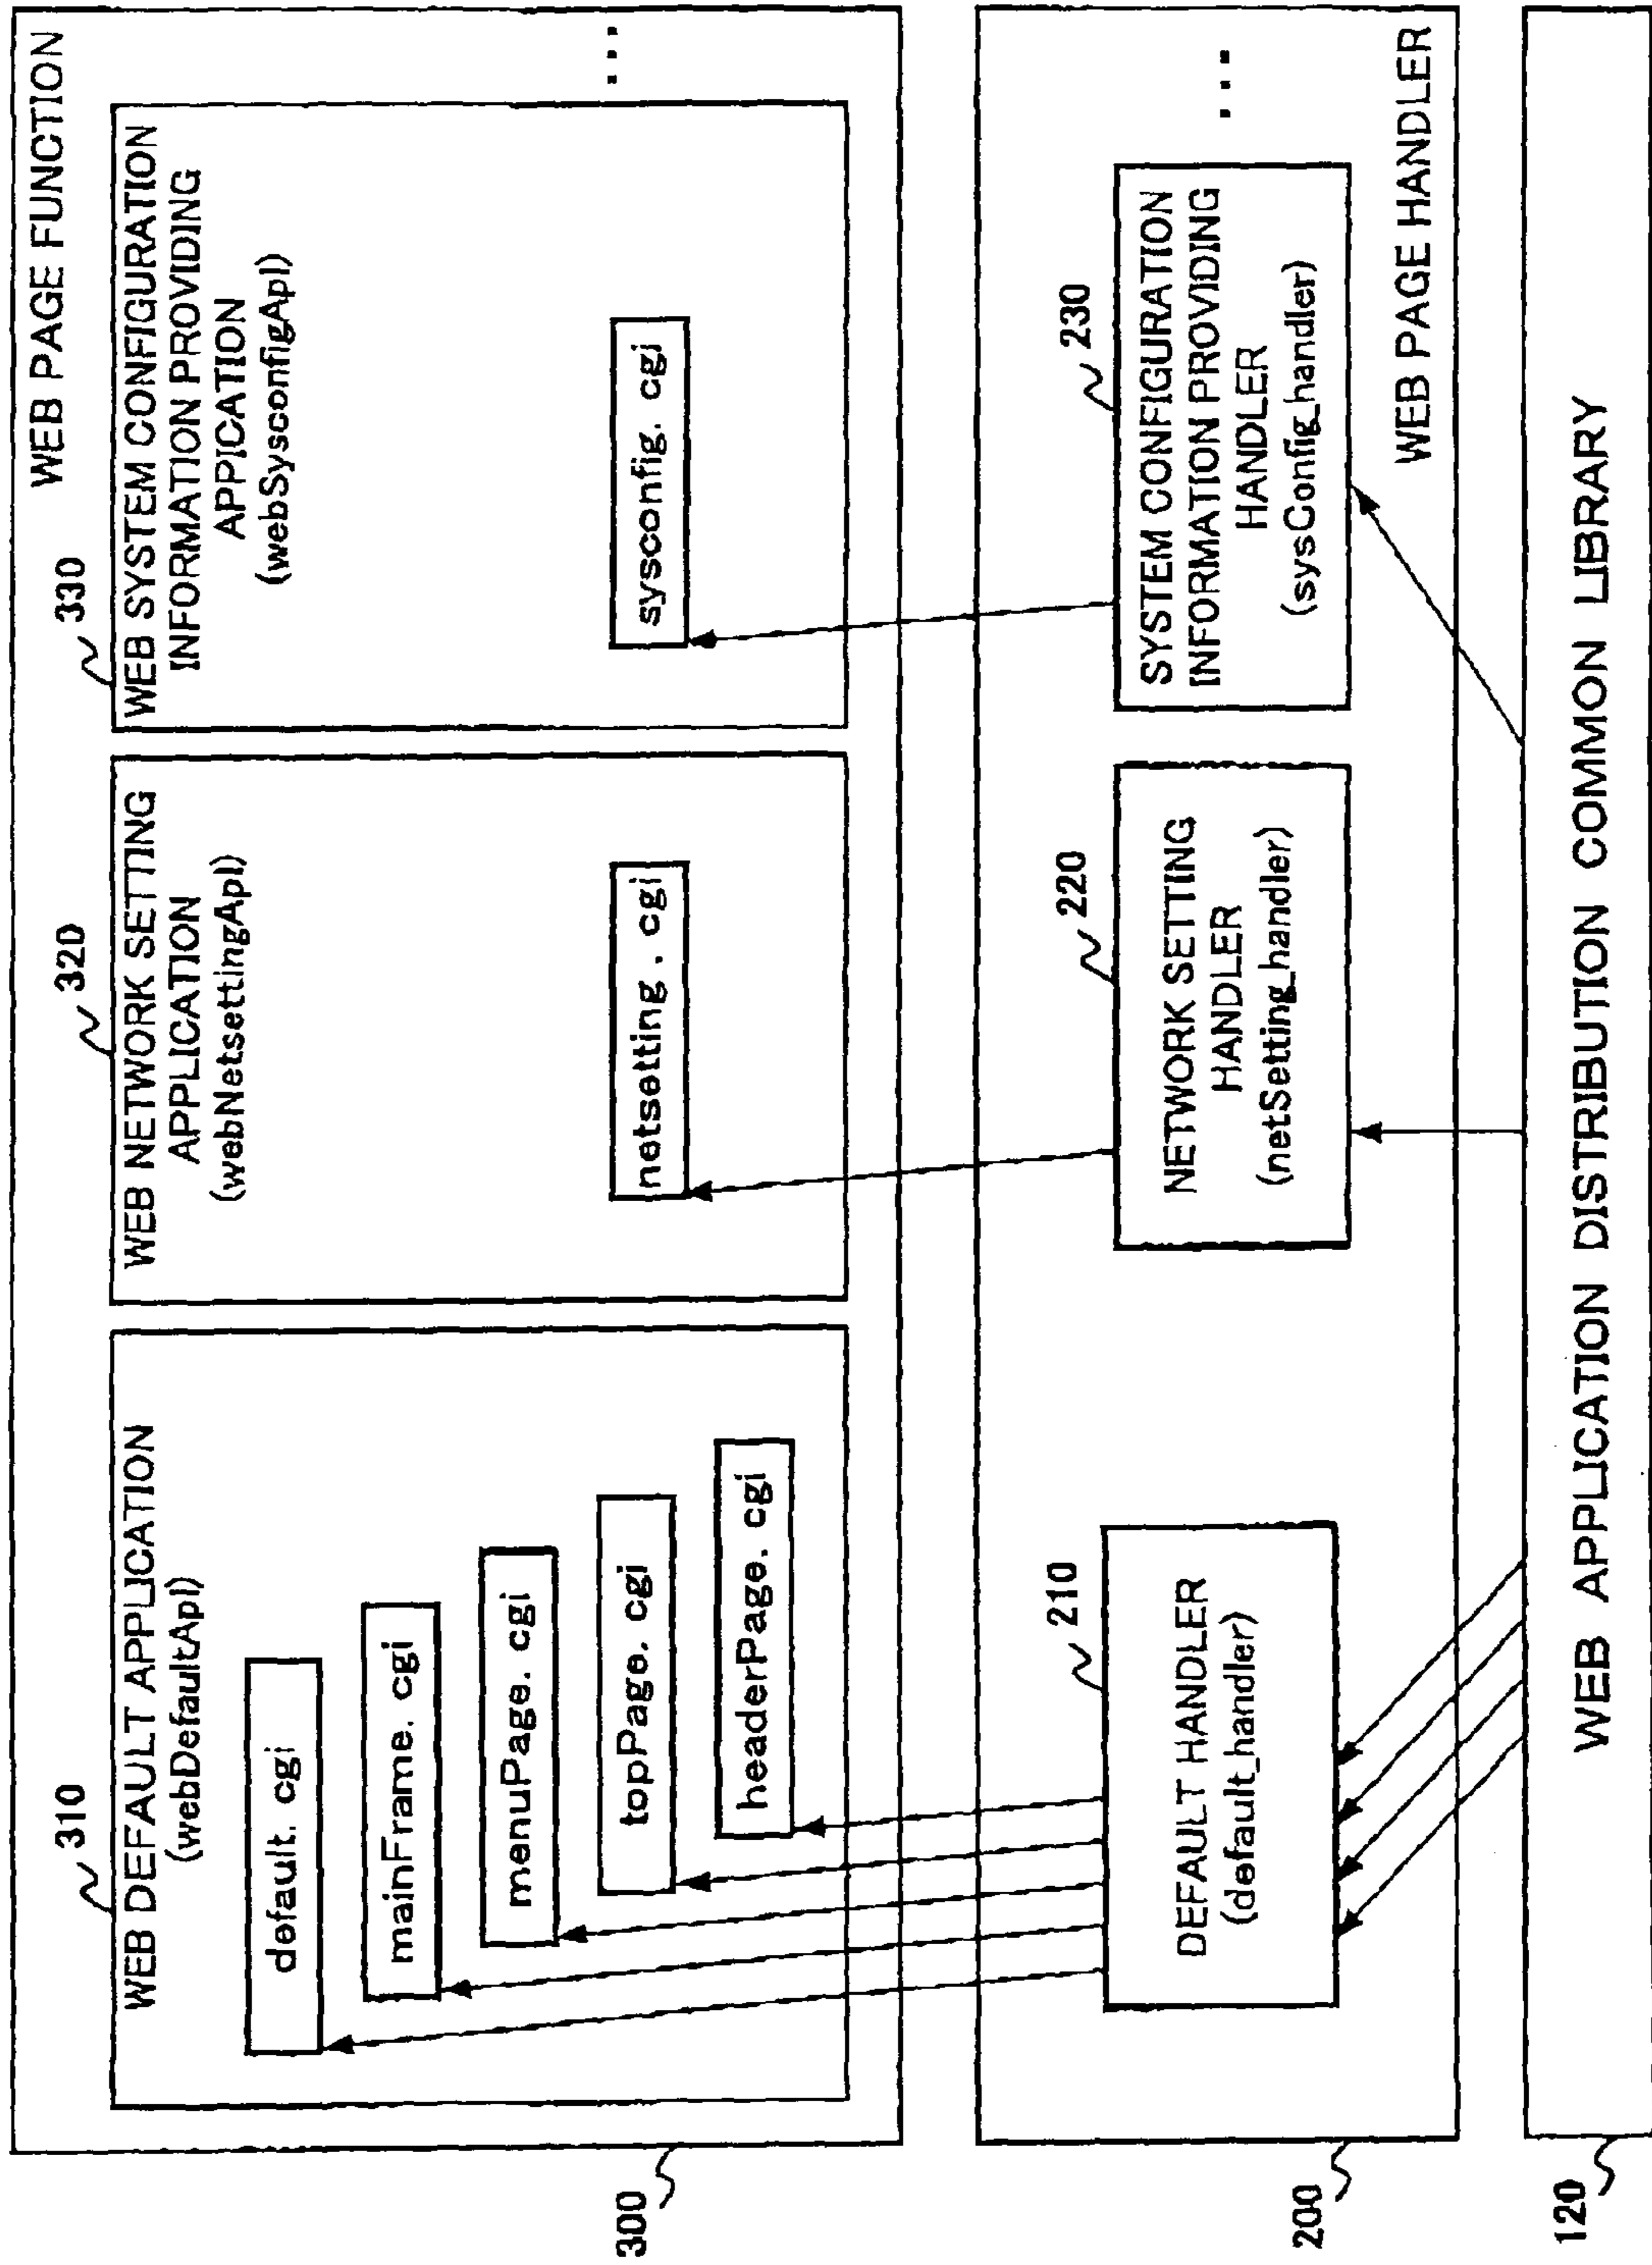 WEB PAGE FUNCTION
310
WEB DEFAULT APPLICATION
(webDefaultApl)
default. cgi
mainFrame. cgi
menuPage. cgi
topPage. cgi
headerPage. cgi
320
WEB NETWORK SETTING
APPLICATION
(webNetsettingApl)
netsetting . cgi
330
WEB SYSTEM CONFIGURATION
INFORMATION PROVIDING
APPICATION
(webSysconfigApl)
sysconfig. cgi
...
300
210
DEFAULT HANDLER
(default_handler)
220
NETWORK SETTING
HANDLER
(netSetting_handler)
230
SYSTEM CONFIGURATION
INFORMATION PROVIDING
HANDLER
(sysConfig_handler)
...
WEB PAGE HANDLER
200
WEB APPLICATION DISTRIBUTION COMMON LIBRARY
120